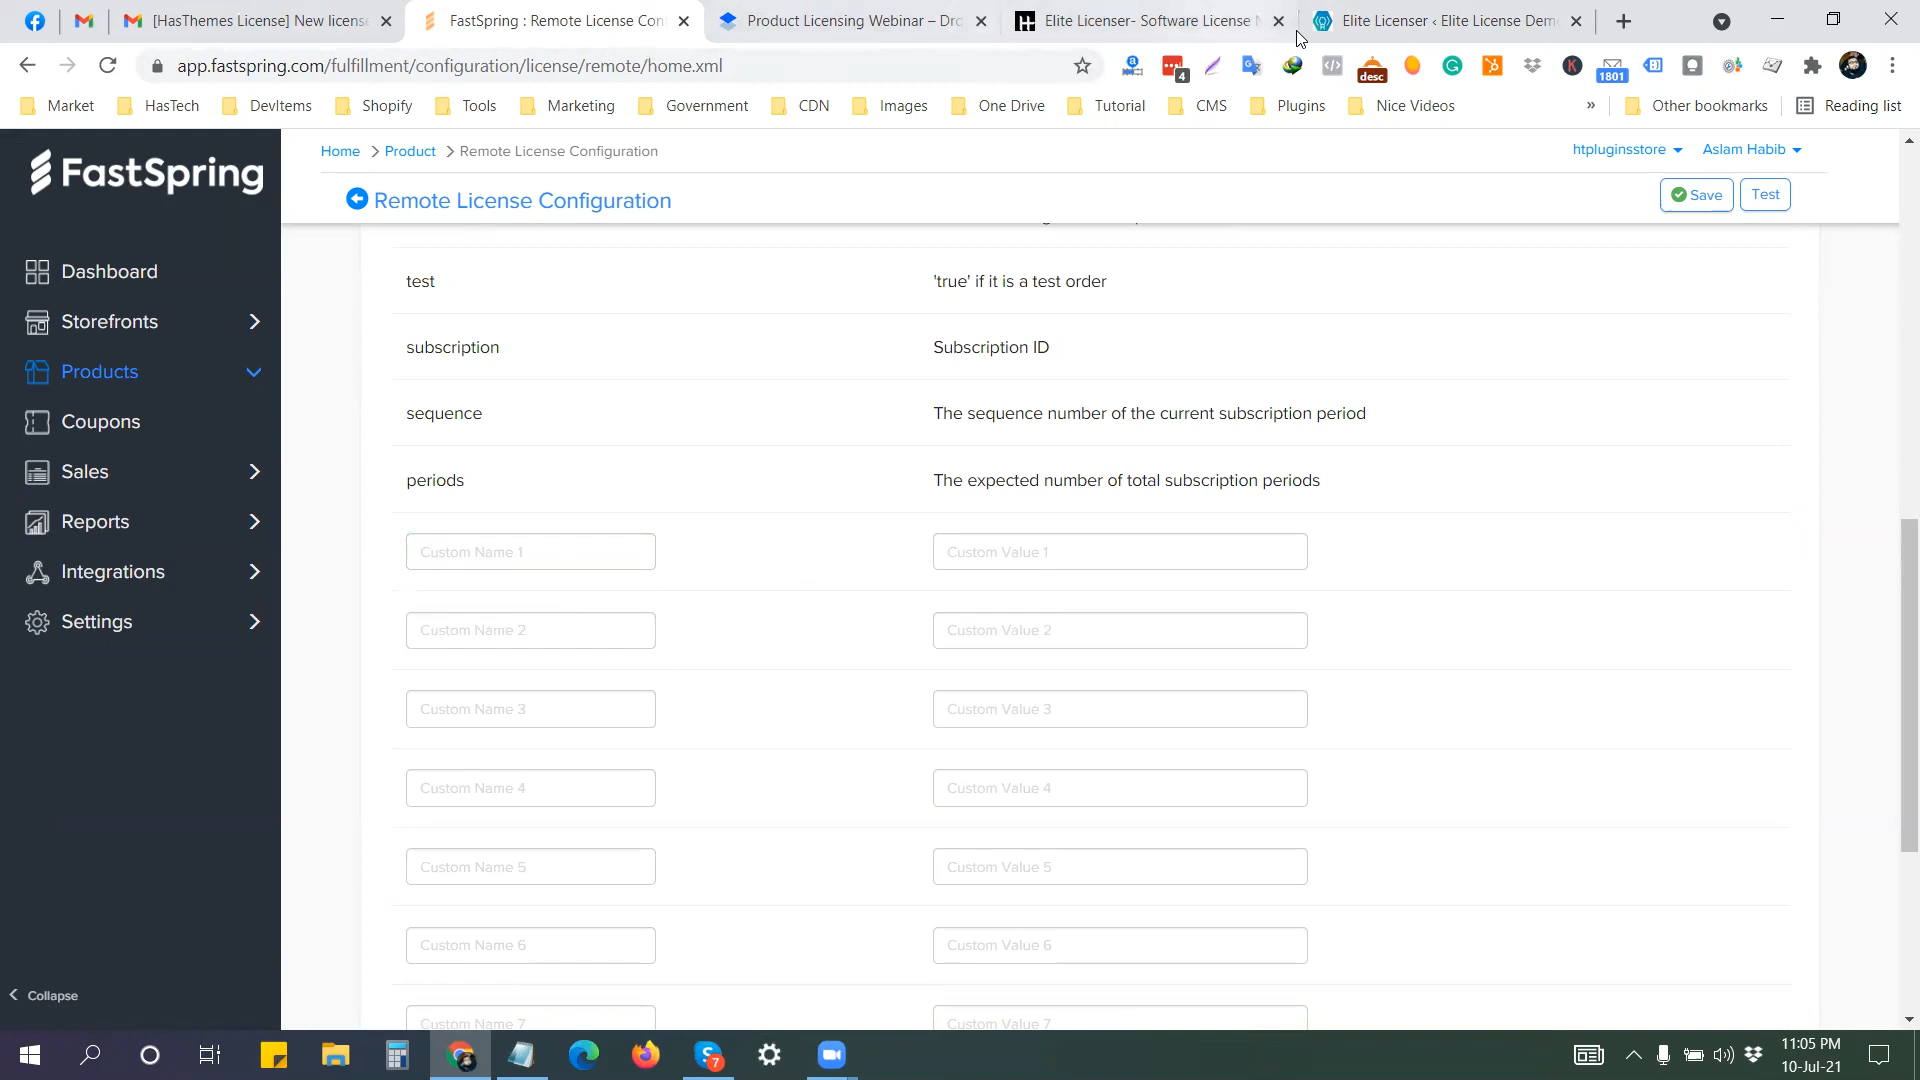 [HasThemes License] New license
FastSpring : Remote License Con
Product Licensing Webinar – Dro
Elite Licenser- Software License M
Elite Licenser ‹ Elite License Dem
app.fastspring.com/fulfillment/configuration/license/remote/home.xml
4
desc
1801
Market
HasTech
DevItems
Shopify
Tools
Marketing
Government
CDN
Images
One Drive
Tutorial
CMS
Plugins
Nice Videos
»
Other bookmarks
Reading list
FastSpring
Home > Product > Remote License Configuration
htpluginsstore
Aslam Habib
Remote License Configuration
Save
Test
Dashboard
Storefronts
Products
Coupons
Sales
Reports
Integrations
Settings
Collapse
test
'true' if it is a test order
subscription
Subscription ID
sequence
The sequence number of the current subscription period
periods
The expected number of total subscription periods
Custom Name 1
Custom Value 1
Custom Name 2
Custom Value 2
Custom Name 3
Custom Value 3
Custom Name 4
Custom Value 4
Custom Name 5
Custom Value 5
Custom Name 6
Custom Value 6
Custom Name 7
Custom Value 7
7
11:05 PM
10-Jul-21